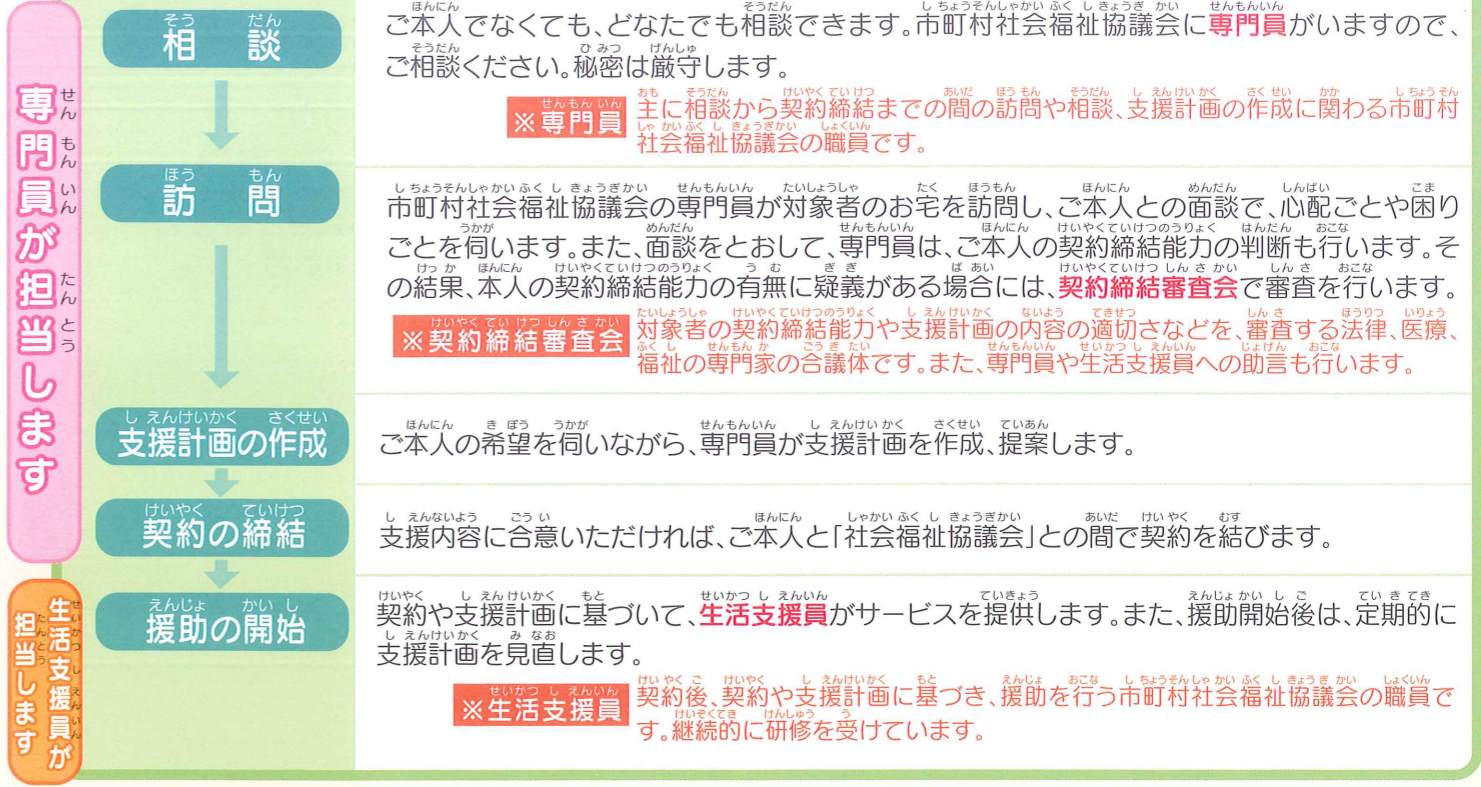 専門員が担当します
相談
ご本人でなくても、どなたでも相談できます。市町村社会福祉協議会に専門員がいますので、
ご相談ください。秘密は厳守します。
※専門員
主に相談から契約締結までの間の訪問や相談、支援計画の作成に関わる市町村
社会福祉協議会の職員です。
訪問
市町村社会福祉協議会の専門員が対象者のお宅を訪問し、ご本人との面談で、心配ごとや困り
ごとを伺います。また、面談をとおして、専門員は、ご本人の契約締結能力の判断も行います。そ
の結果、本人の契約締結能力の有無に疑義がある場合には、契約締結審査会で審査を行います。
※契約締結審査会
対象者の契約締結能力や支援計画の内容の適切さなどを、審査する法律、医療、
福祉の専門家の合議体です。また、専門員や生活支援員への助言も行います。
支援計画の作成
ご本人の希望を伺いながら、専門員が支援計画を作成、提案します。
契約の締結
支援内容に合意いただければ、ご本人と「社会福祉協議会」との間で契約を結びます。
生活支援員が
担当します
援助の開始
契約や支援計画に基づいて、生活支援員がサービスを提供します。また、援助開始後は、定期的に
支援計画を見直します。
※生活支援員
契約後、契約や支援計画に基づき、援助を行う市町村社会福祉協議会の職員で
す。継続的に研修を受けています。